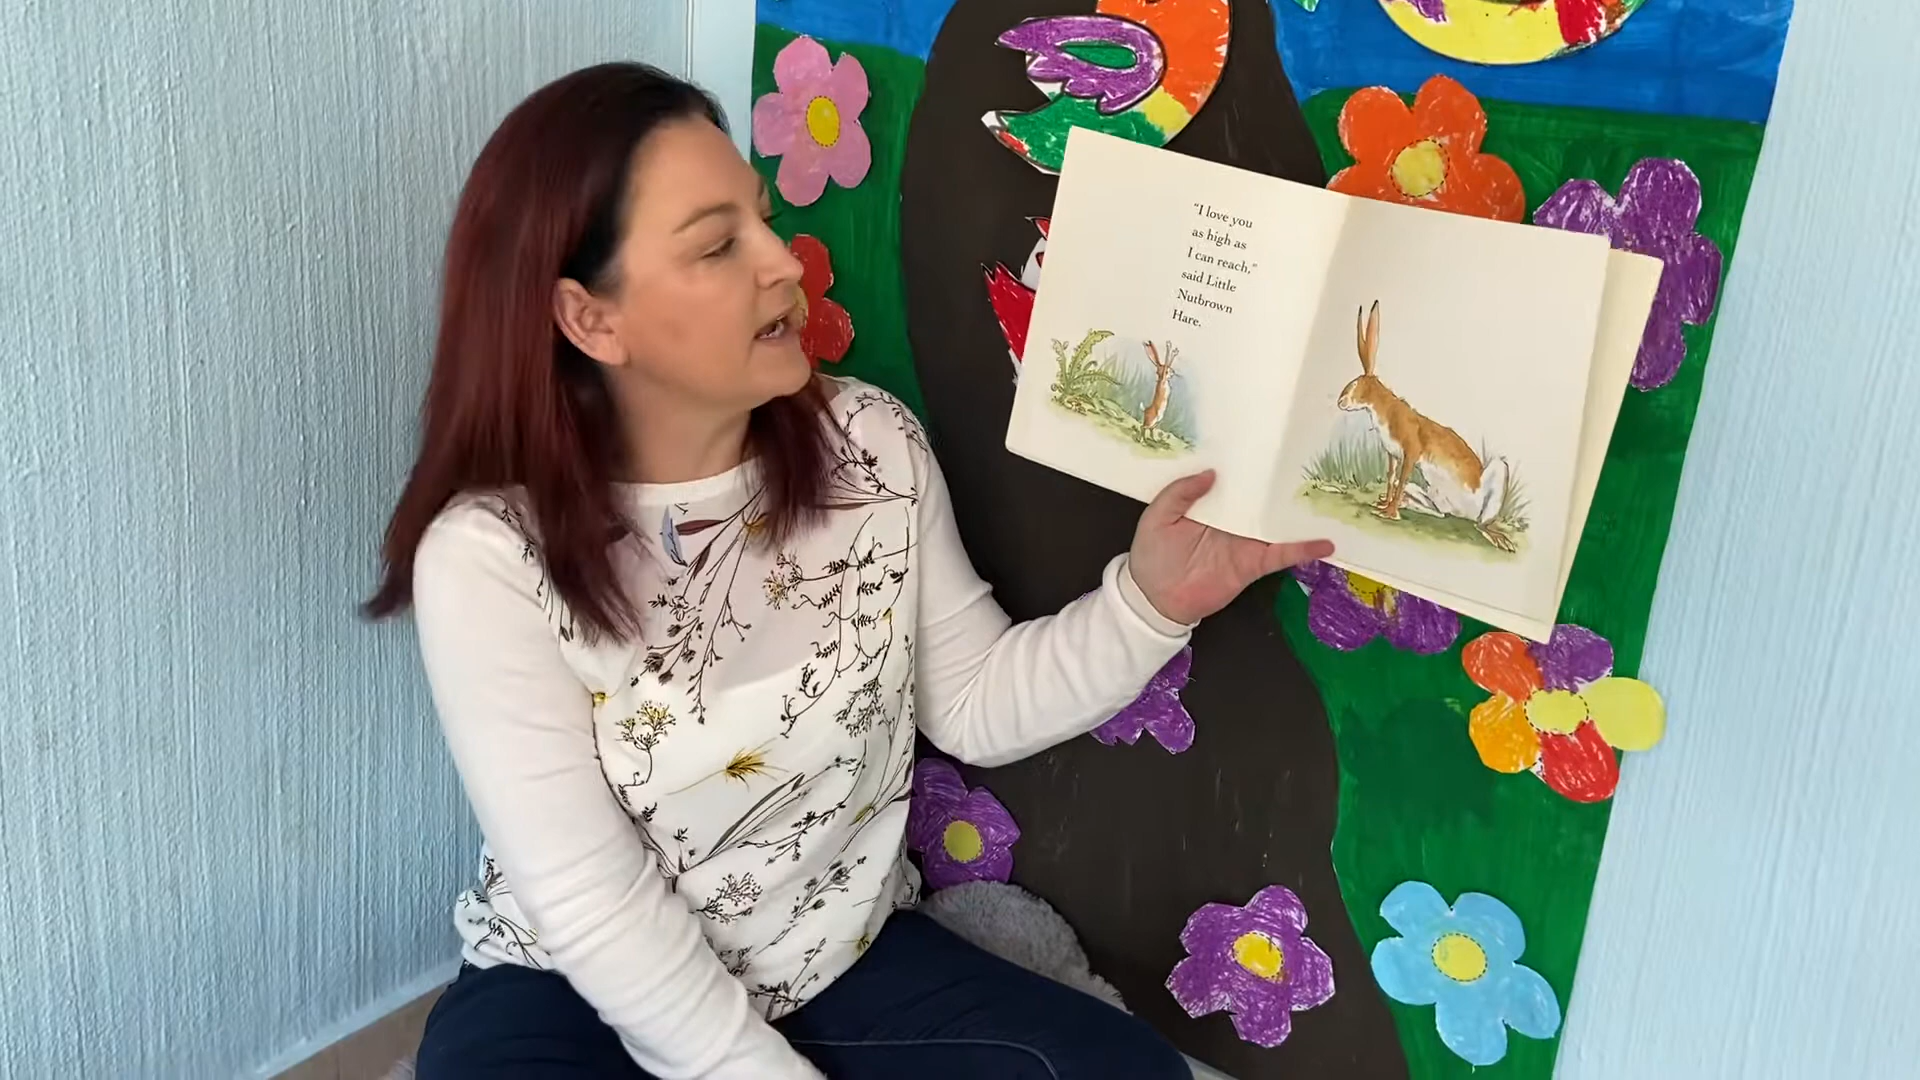 "I love you
as high as
I can reach,"
said Little
Nutbrown
Hare.